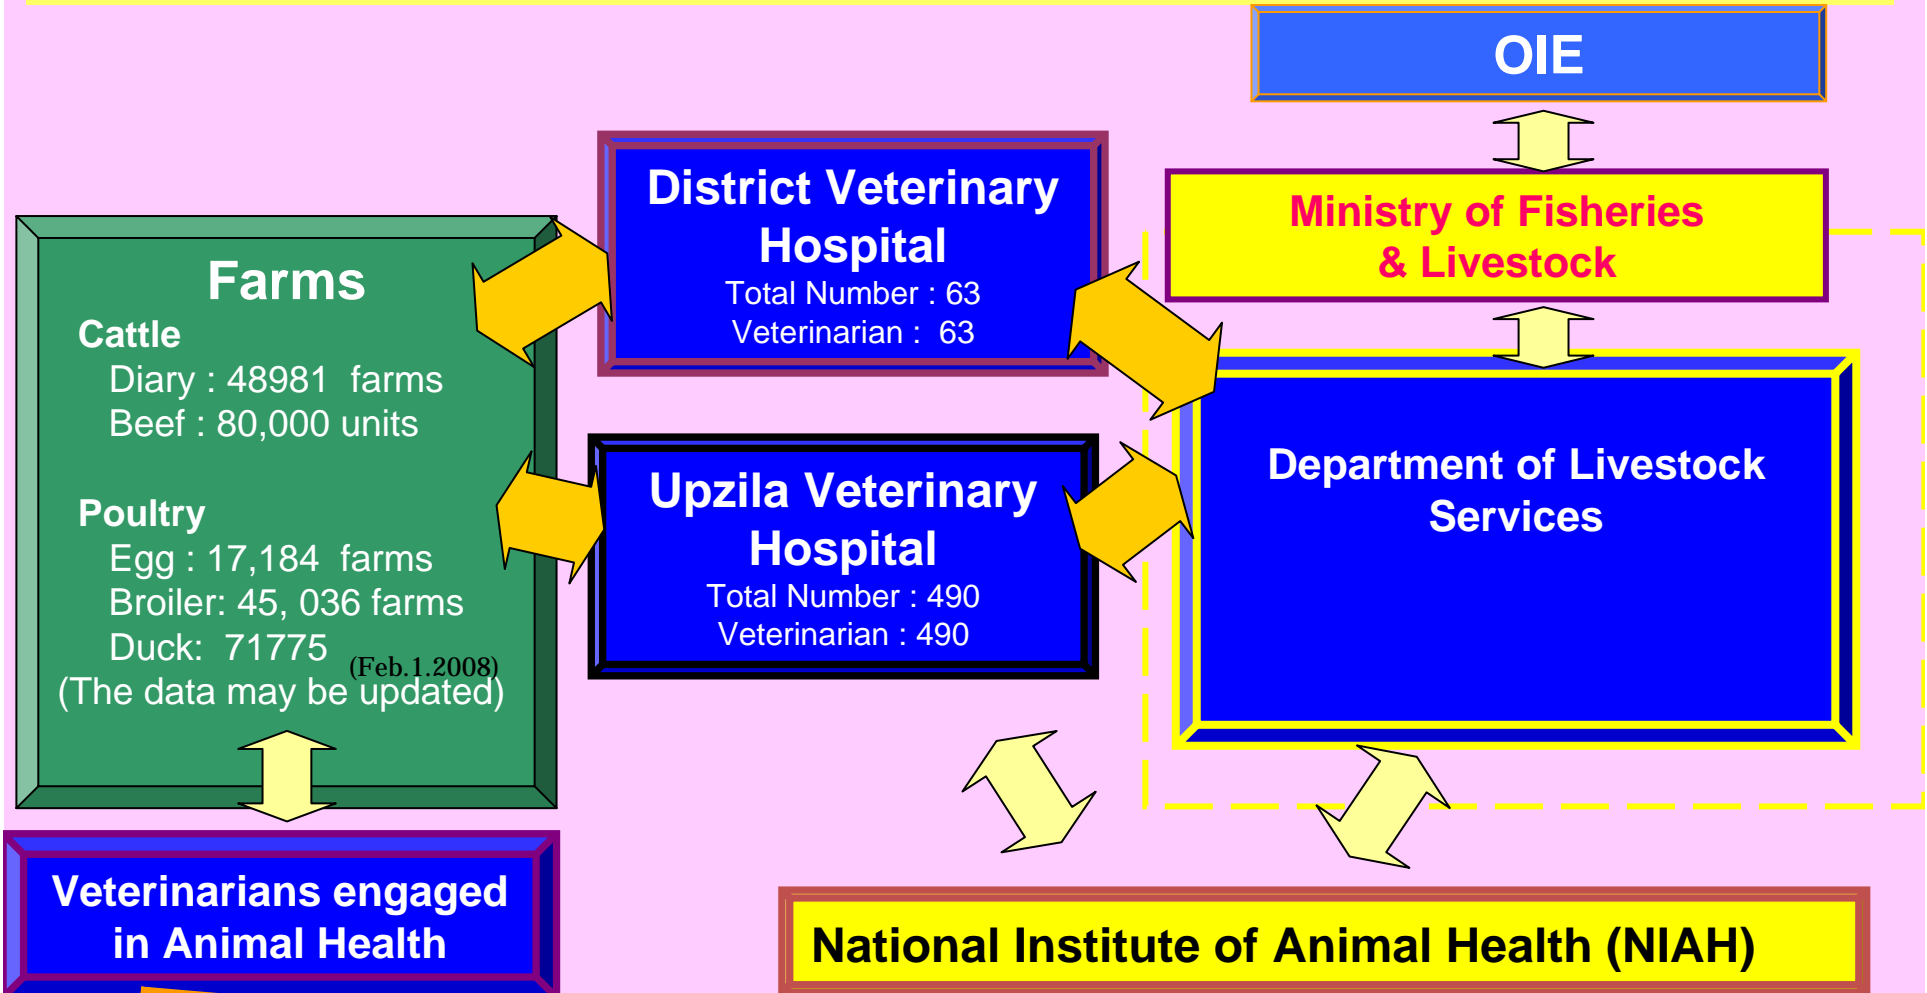 OIE
District Veterinary
Hospital
Total Number : 63
Veterinarian :  63
Ministry of Fisheries
& Livestock
Farms
Cattle
Diary : 48981  farms
Beef : 80,000 units
Poultry
Egg : 17,184  farms
Broiler: 45, 036 farms
Duck:  71775
(Feb.1.2008)
(The data may be updated)
Upzila Veterinary
Hospital
Total Number : 490
Veterinarian : 490
Department of Livestock
Services
Veterinarians engaged
in Animal Health
National Institute of Animal Health (NIAH)